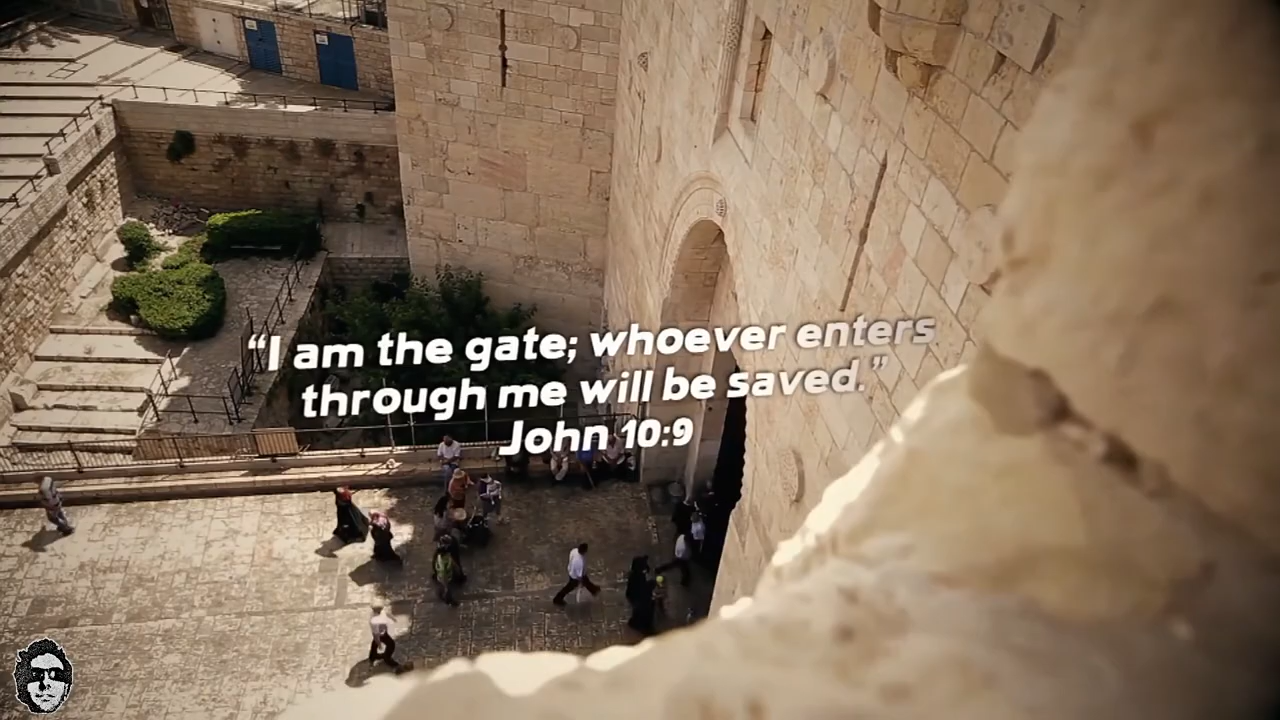 “I am the gate; whoever enters
through me will be saved.”
John 10:9